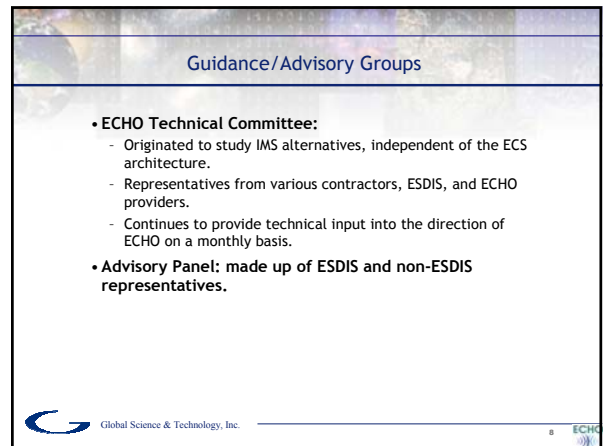 Guidance/Advisory Groups
• ECHO Technical Committee:
– Originated to study IMS alternatives, independent of the ECS
architecture.
– Representatives from various contractors, ESDIS, and ECHO
providers.
– Continues to provide technical input into the direction of
ECHO on a monthly basis.
• Advisory Panel: made up of ESDIS and non-ESDIS
representatives.
Global Science & Technology, Inc.
8
ECHO